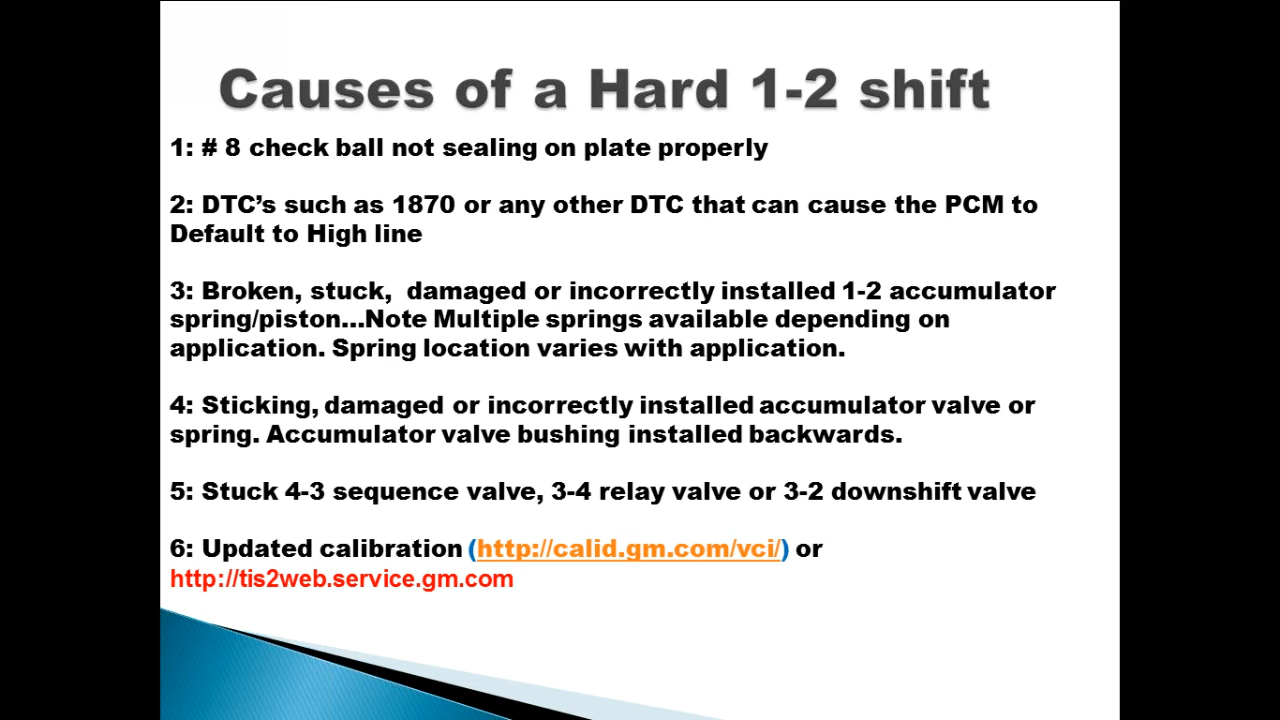 Causes of a Hard 1-2 shift
1: # 8 check ball not sealing on plate properly
2: DTC’s such as 1870 or any other DTC that can cause the PCM to
Default to High line
3: Broken, stuck,  damaged or incorrectly installed 1-2 accumulator
spring/piston...Note Multiple springs available depending on
application. Spring location varies with application.
4: Sticking, damaged or incorrectly installed accumulator valve or
spring. Accumulator valve bushing installed backwards.
5: Stuck 4-3 sequence valve, 3-4 relay valve or 3-2 downshift valve
6: Updated calibration (http://calid.gm.com/vci/) or
http://tis2web.service.gm.com